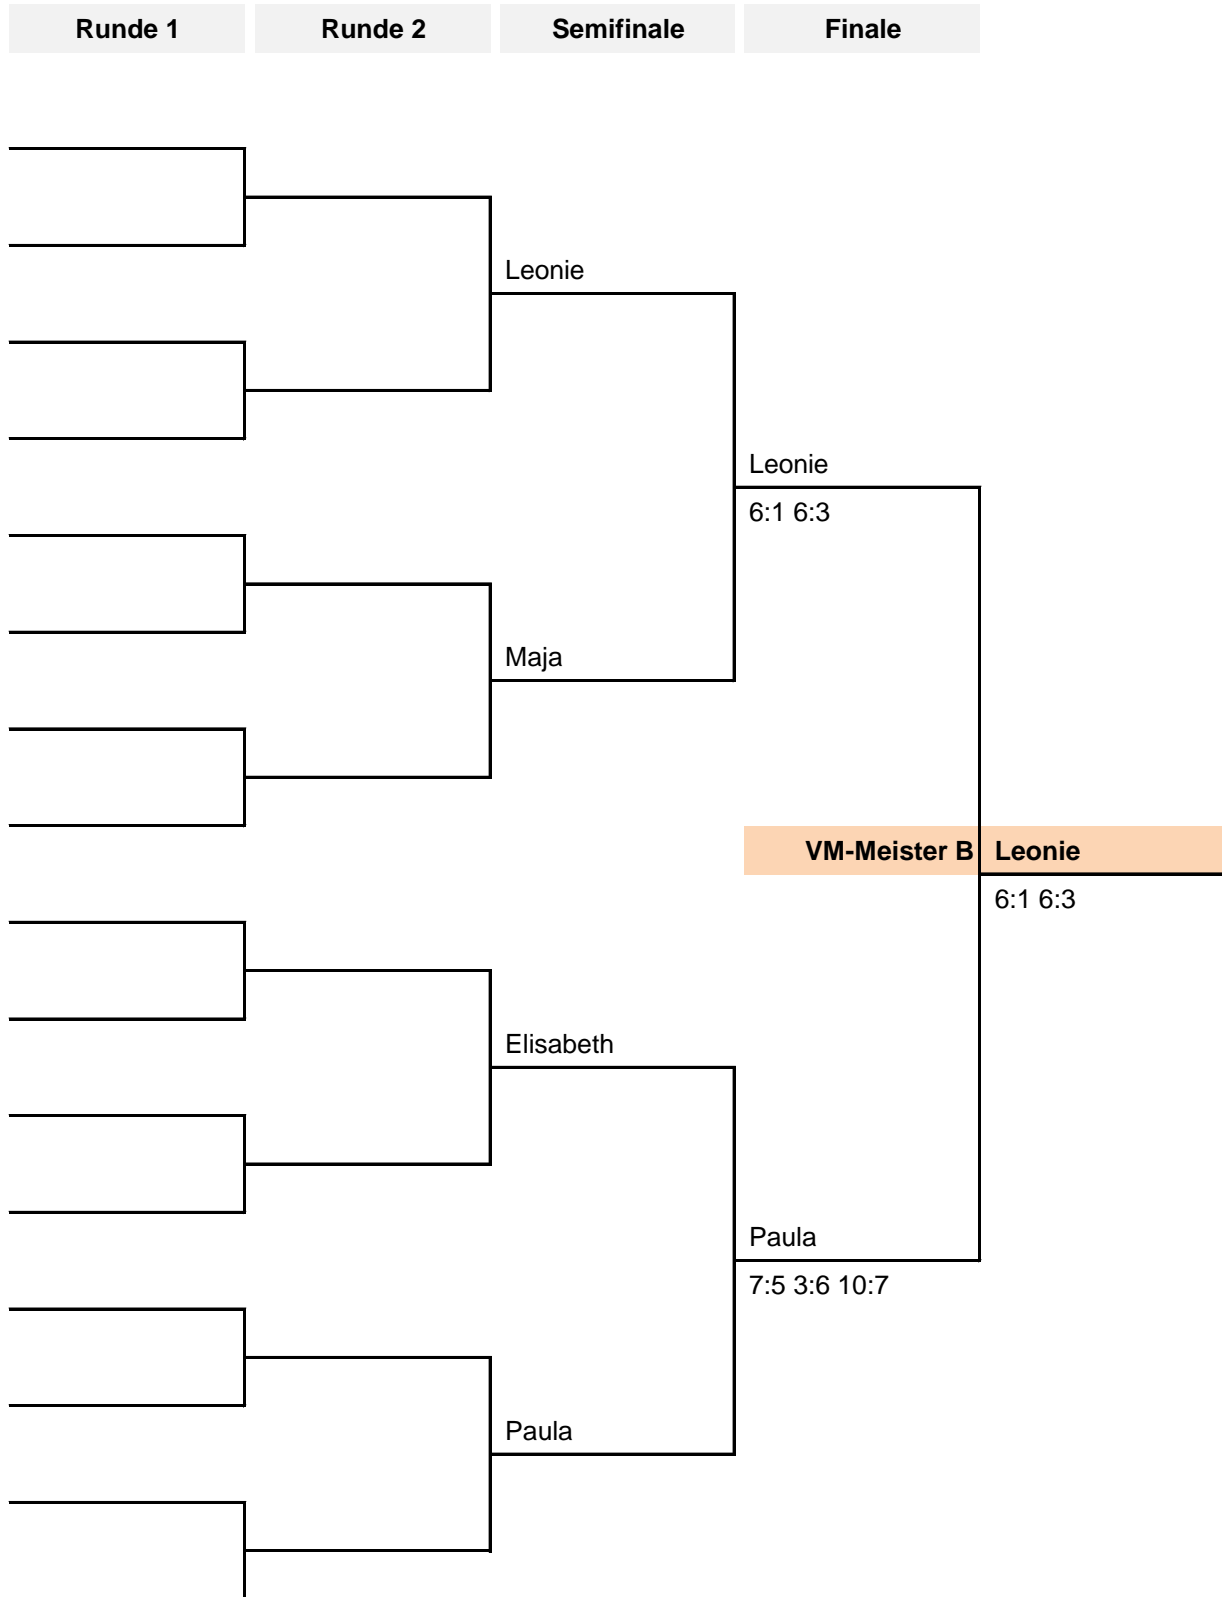 Runde 1 Runde 2 Semifinale Finale
Leonie
Leonie
6:1 6:3
Maja
VM-Meister B Leonie
6:1 6:3
Elisabeth
Paula
7:5 3:6 10:7
Paula